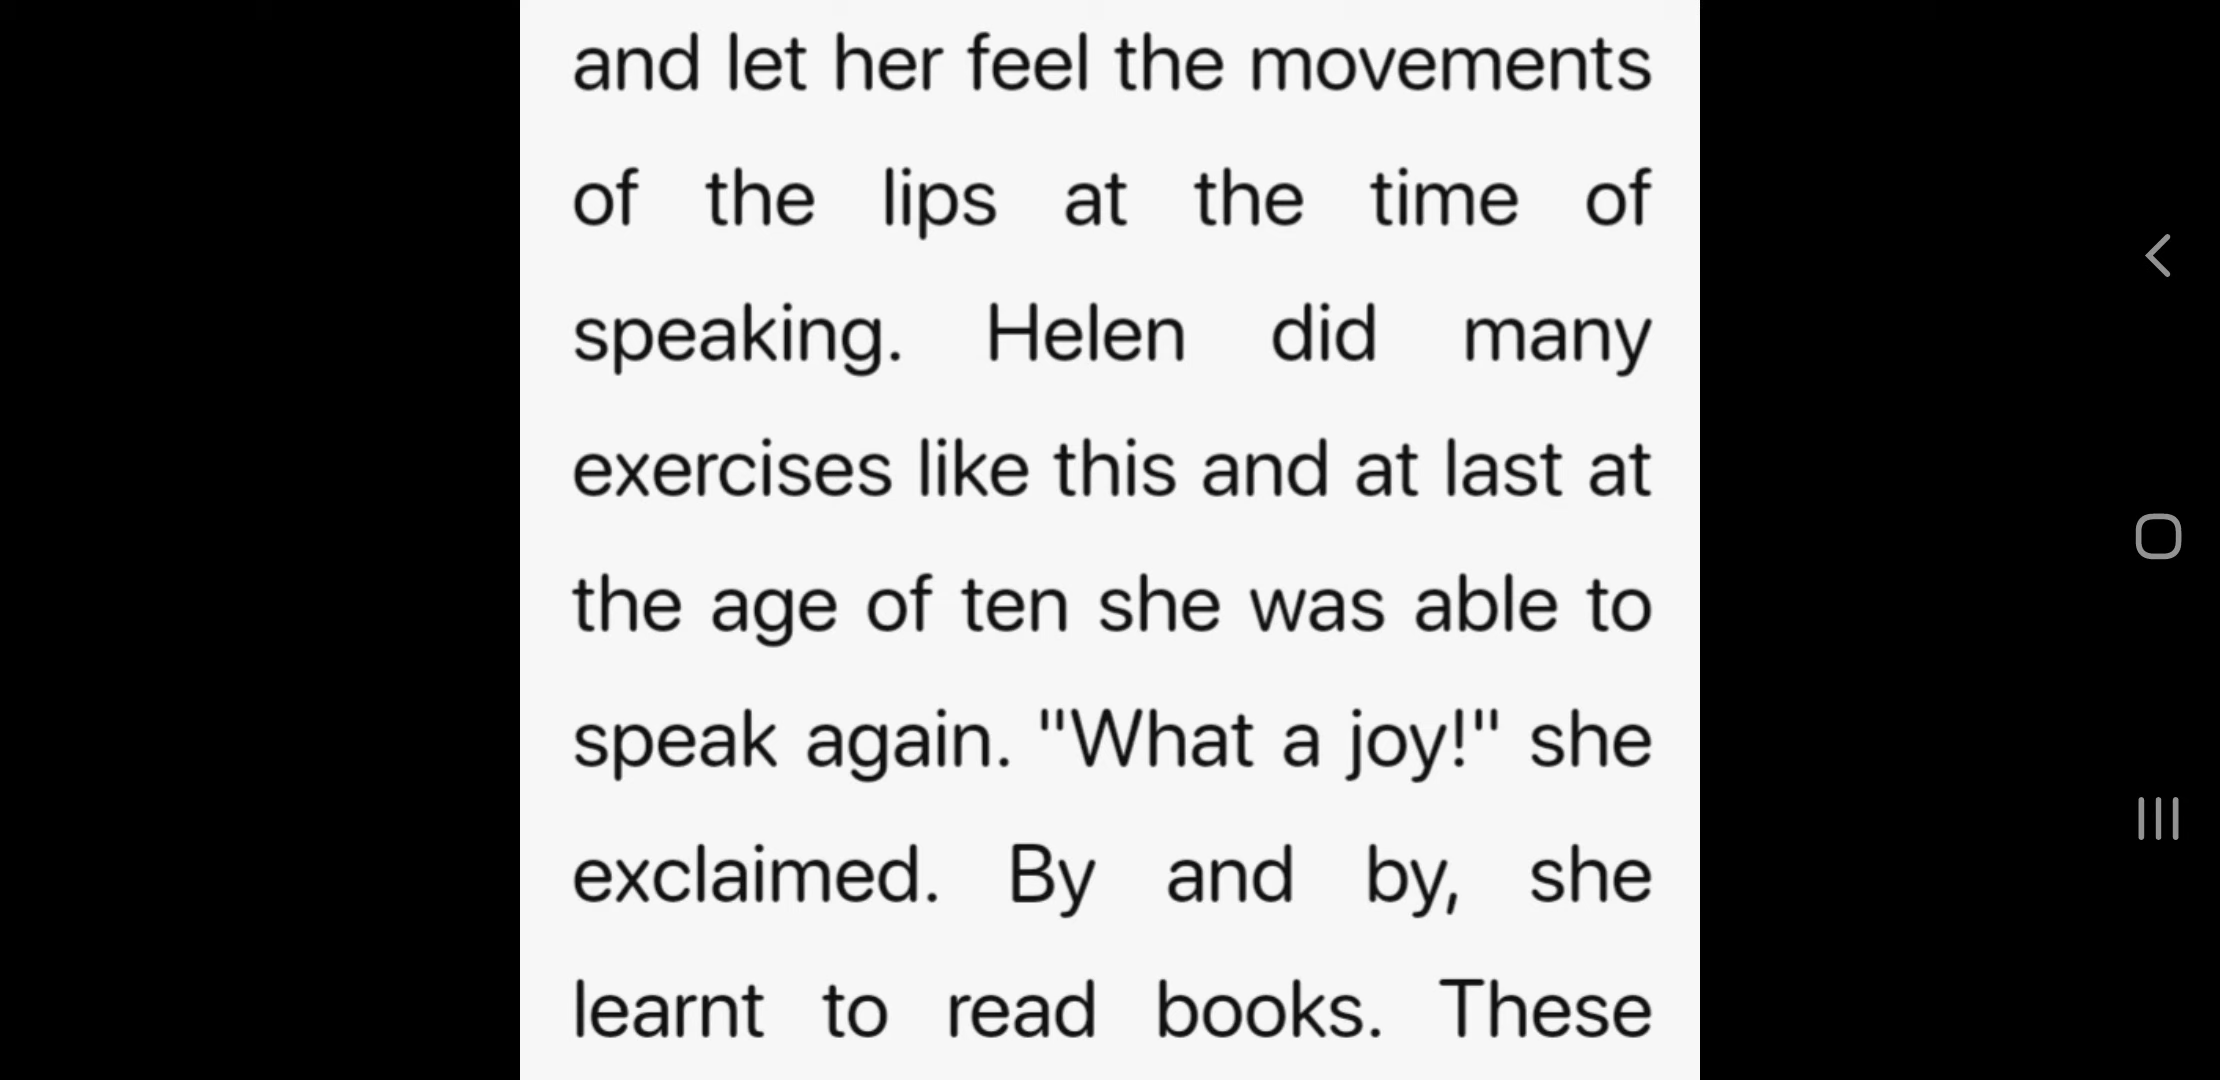 and let her feel the movements
of the lips at the time of
speaking. Helen did many
exercises like this and at last at
the age of ten she was able to
speak again. "What a joy!" she
exclaimed. By and by, she
learnt to read books. These